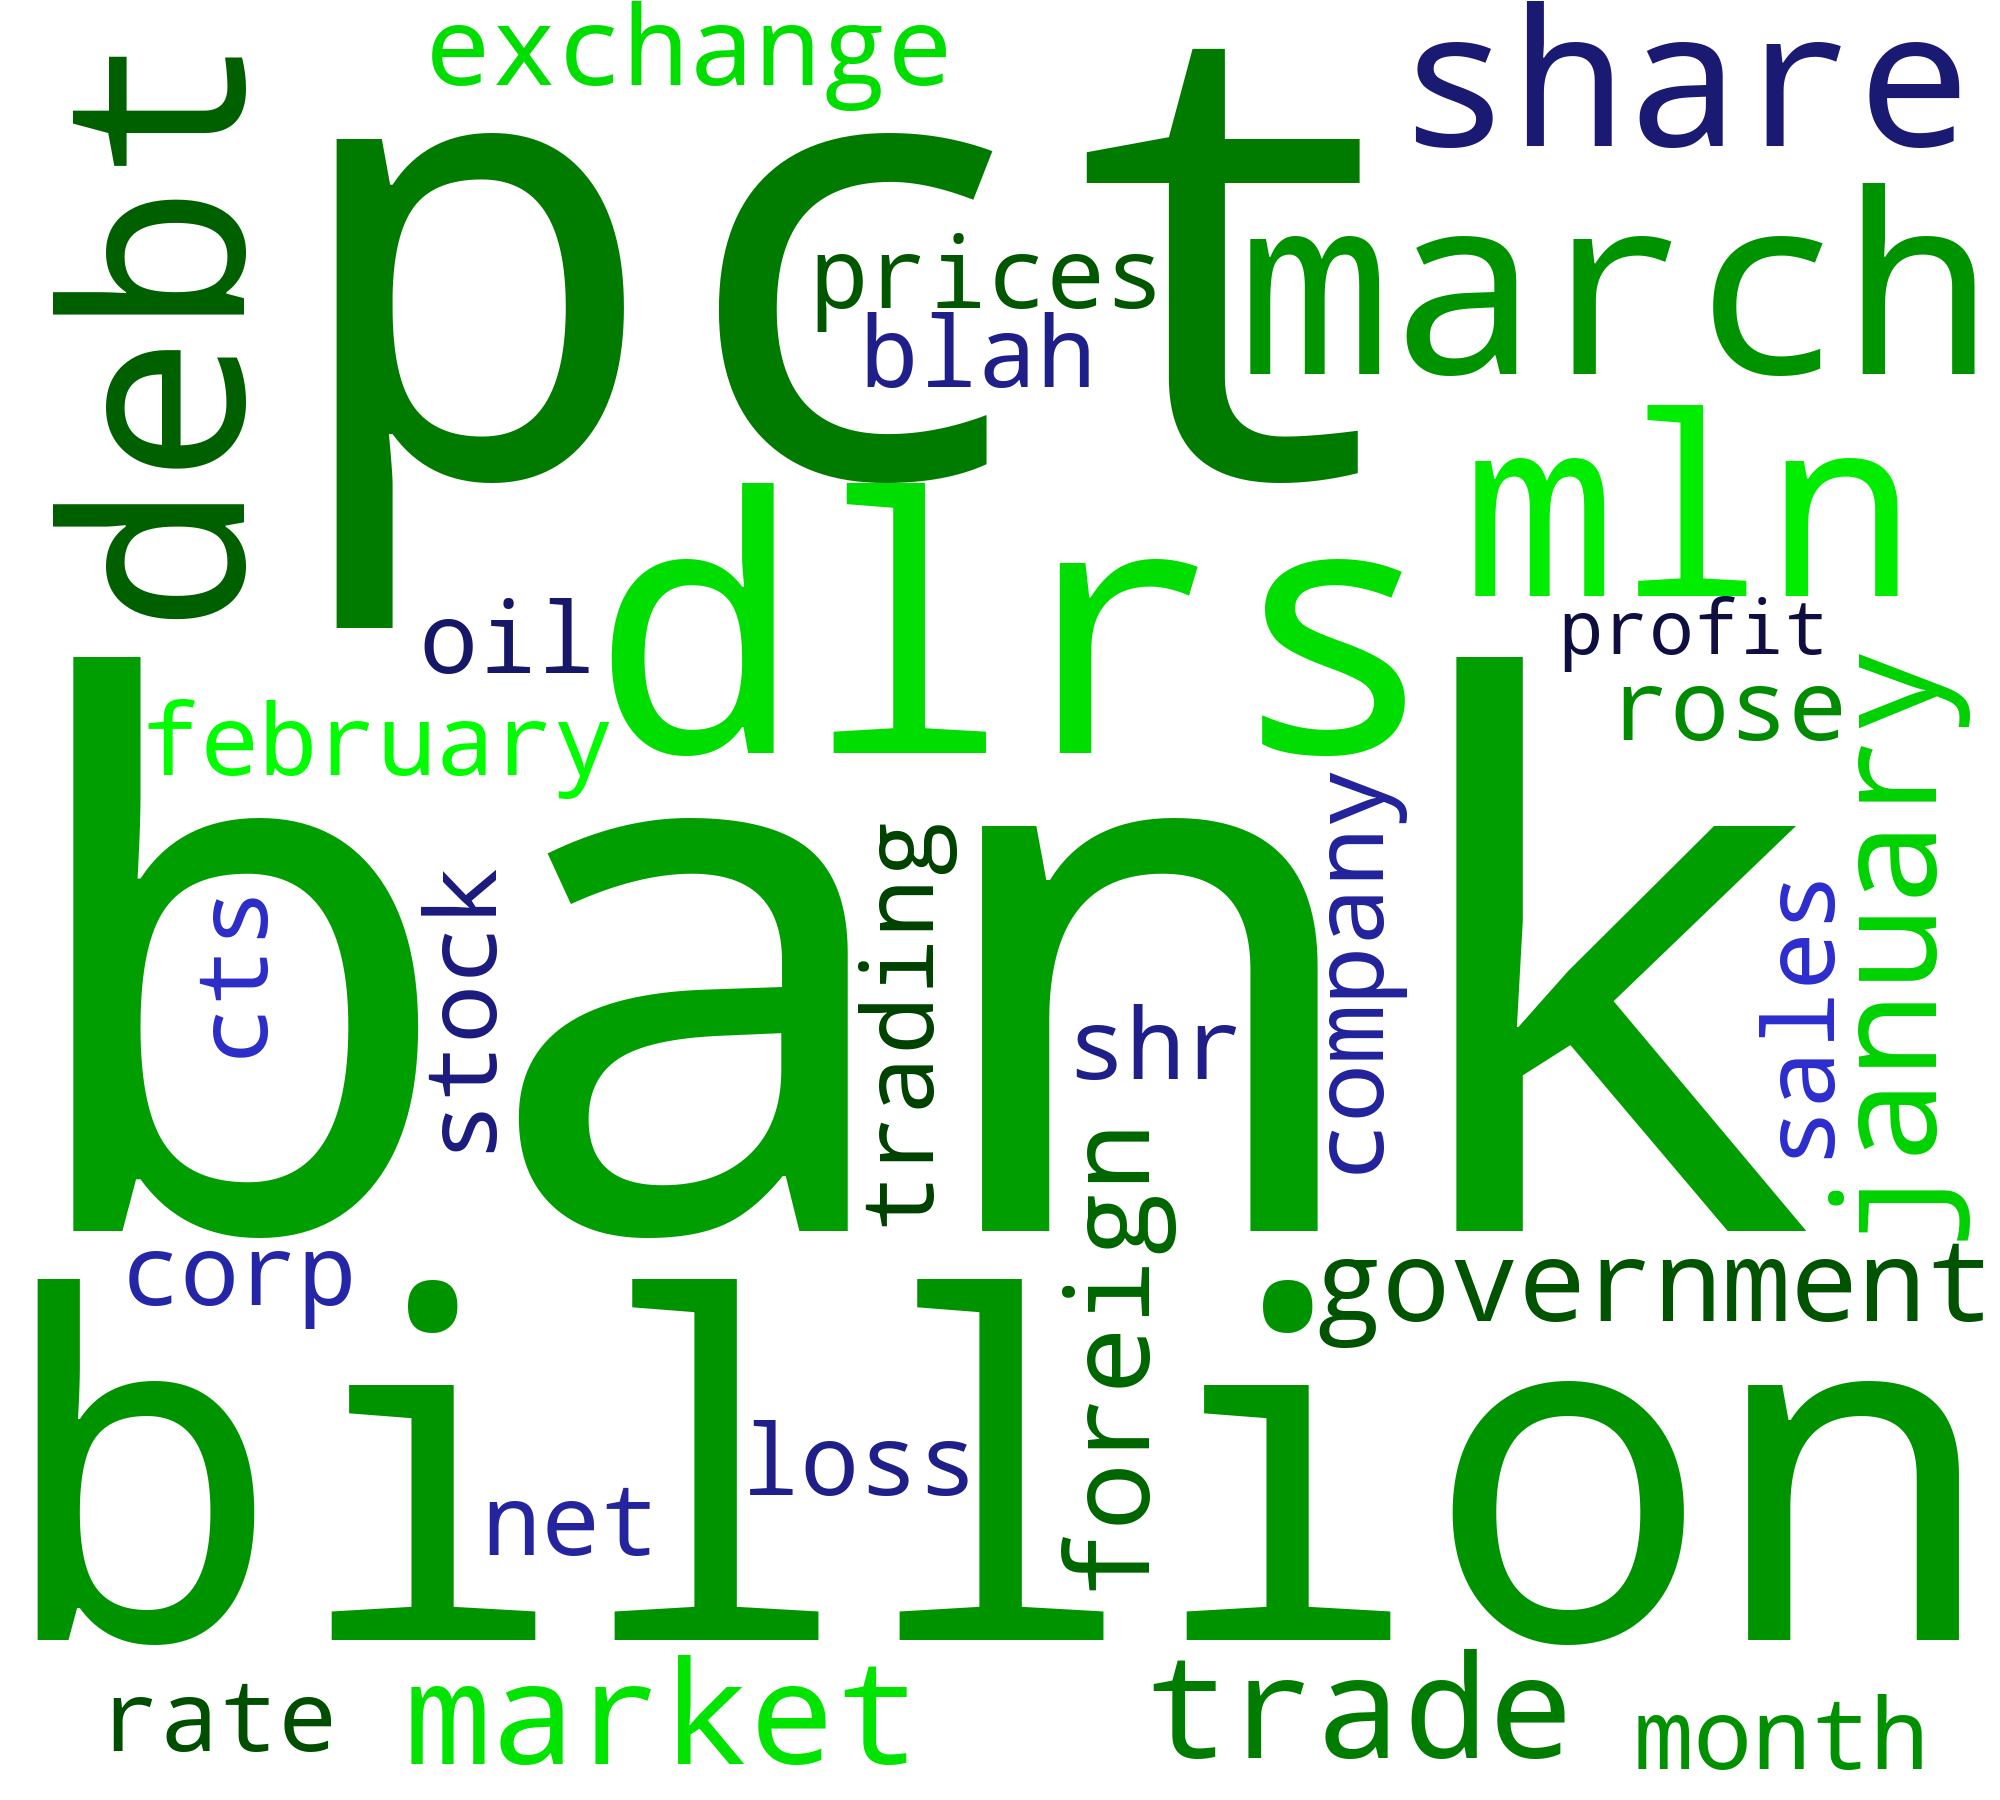 exchange
share
debt
pct
march
prices
blah
mln
dlrs
oil
profit
rose
february
january
bank
cts
stock
trading
company
sales
shr
foreign
corp
government
billion
loss
net
rate
market
trade
month